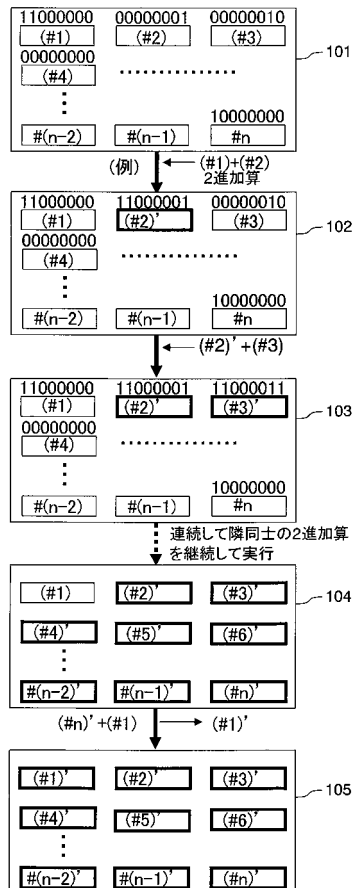 11000000 00000001 00000010
(#1) (#2) (#3)
101
00000000
(#4)
10000000
#(n-2) #(n-1) #n
(例) (#1)+(#2)
2進加算
11000000 11000001 00000010
(#1) (#2)' (#3)
102
00000000
(#4)
10000000
#(n-2) #(n-1) #n
(#2)'+(#3)
11000000 11000001 11000011
(#1) (#2)' (#3)'
103
00000000
(#4)
10000000
#(n-2) #(n-1) #n
連続して隣同士の2進加算
を継続して実行
(#1) (#2)' (#3)'
104
(#4)' (#5)' (#6)'
#(n-2)' #(n-1)' (#n)'
(#n)'+(#1) (#1)'
(#1)' (#2)' (#3)'
105
(#4)' (#5)' (#6)'
#(n-2)' #(n-1)' (#n)'